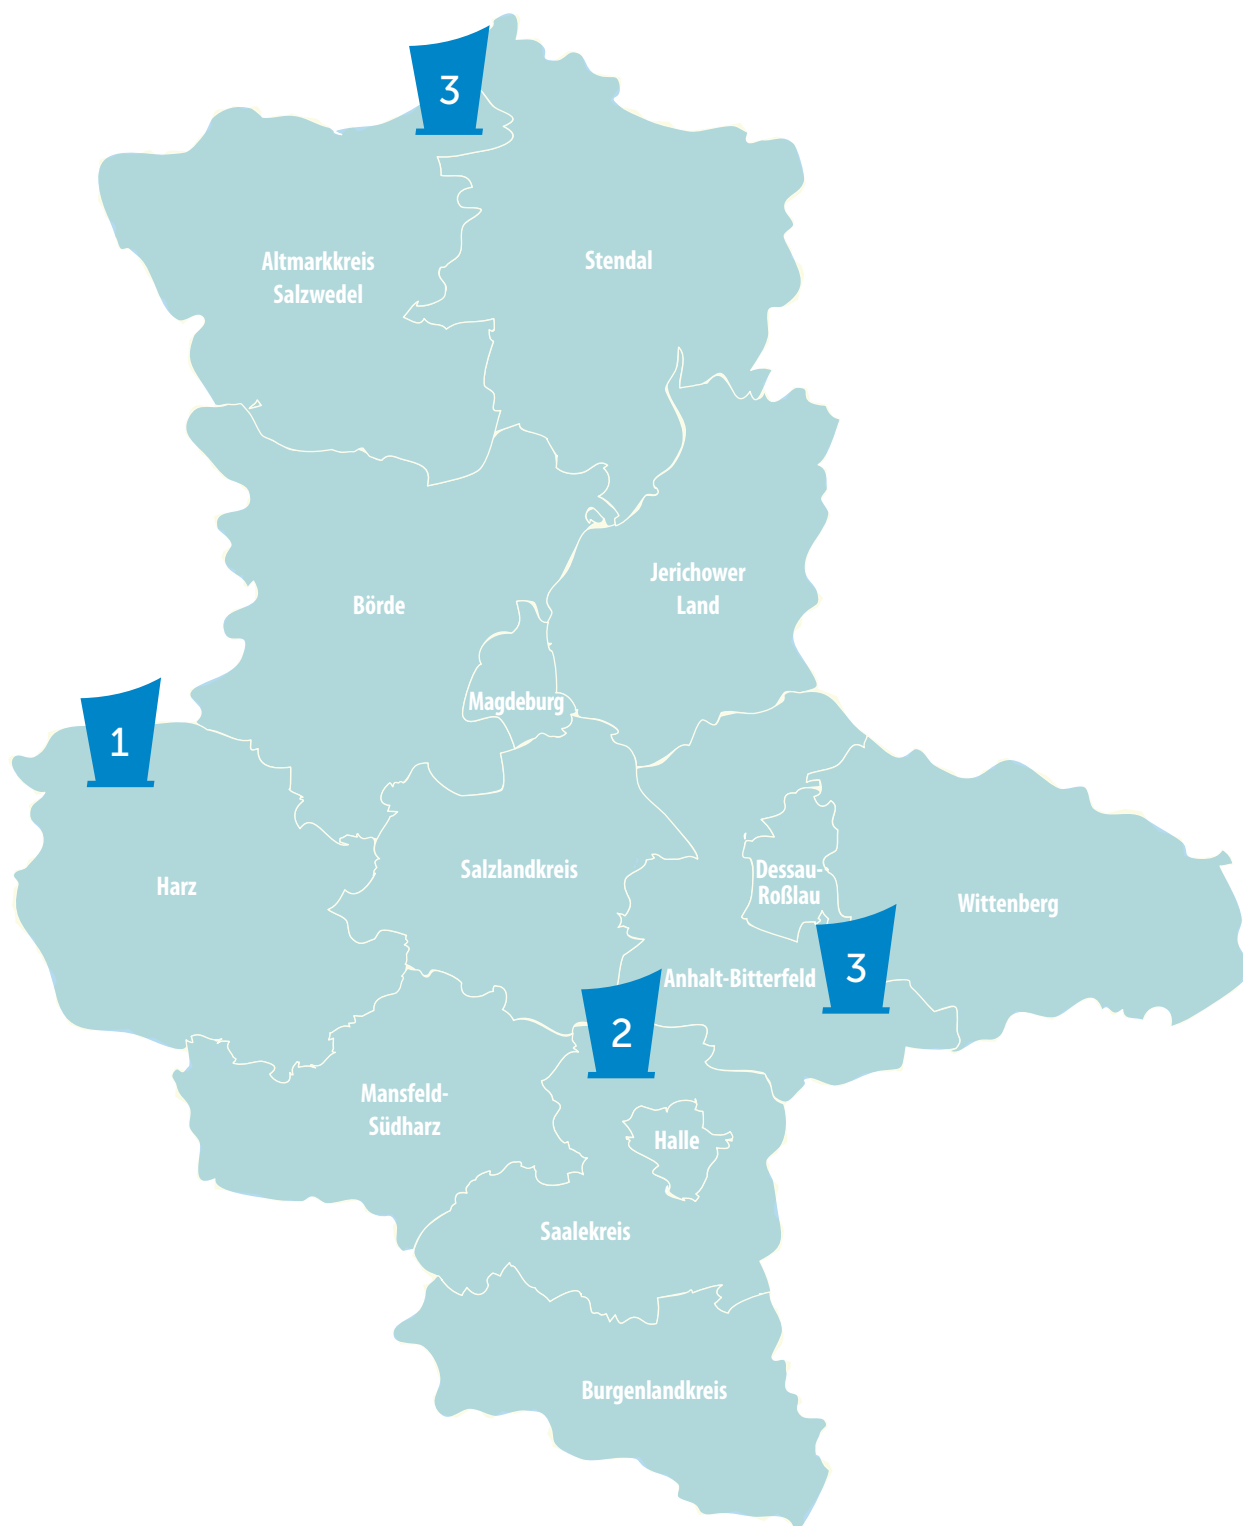 3
Altmarkkreis
Salzwedel
Stendal
Jerichower
Land
Börde
Magdeburg
1
Harz
Salzlandkreis
Dessau-
Roßlau
Wittenberg
Anhalt-Bitterfeld
3
2
Mansfeld-
Südharz
Halle
Saalekreis
Burgenlandkreis